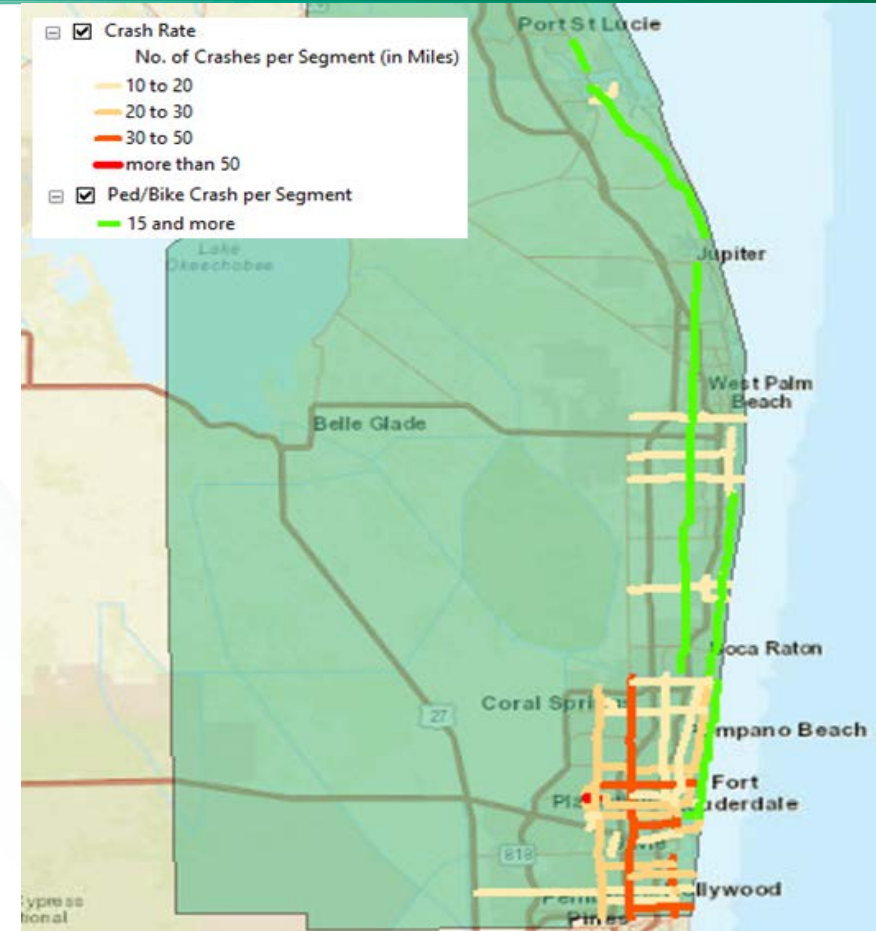 Crash Rate
No. of Crashes per Segment (in Miles)
10 to 20
20 to 30
30 to 50
more than 50
Ped/Bike Crash per Segment
15 and more
Port St Lucie
Lake
Okeechobee
Jupiter
West Palm
Beach
Belle Glade
oca Raton
Coral Spri
27
mpano Beach
Fort
Pla
uderdale
818
llywood
Pines